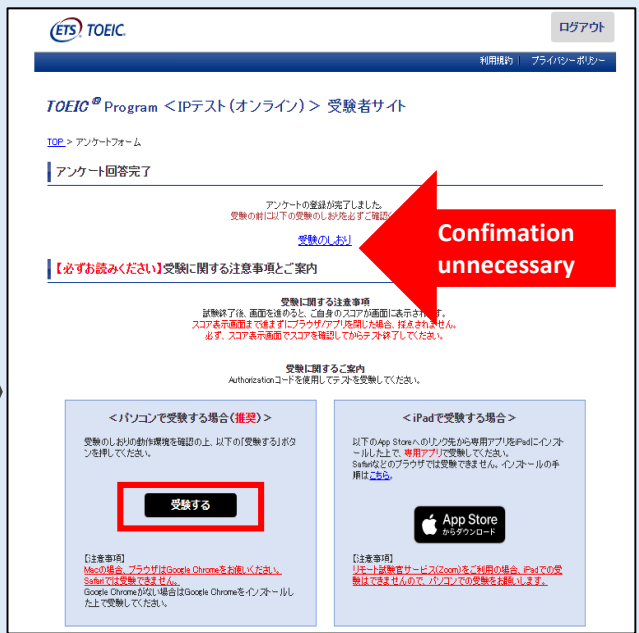 ETS TOEIC.
ログアウト
利用規約 | プライバシーポリシー
TOEIC® Program <IPテスト(オンライン)> 受験者サイト
TOP > アンケートフォーム
アンケート回答完了
アンケートの登録が完了しました。
受験の前に以下の受験のしおりを必ずご確認く
受験のしおり
Confimation
unnecessary
【必ずお読みください】受験に関する注意事項とご案内
受験に関する注意事項
試験終了後、画面を進めると、ご自身のスコアが画面に表示されます。
スコア表示画面まで進まずにブラウザ/アプリを閉じた場合、採点されません。
必ず、スコア表示画面でスコアを確認してからテスト終了してください。
受験に関するご案内
Authorizationコードを使用してテストを受験してください。
<パソコンで受験する場合(推奨)>
受験のしおりの動作環境を確認の上、以下の「受験する」ボタ
ンを押してください。
受験する
【注意事項】
Macの場合、ブラウザはGoogle Chromeをお使いください。
Safariでは受験できません。
Google Chromeがない場合はGoogle Chromeをインストールし
た上で受験してください。
<iPadで受験する場合>
以下のApp Storeへのリンク先から専用アプリをiPadにインスト
ールした上で、専用アプリで受験してください。
Safariなどのブラウザでは受験できません。インストールの手
順はこちら。
App Store
からダウンロード
【注意事項】
リモート試験官サービス(Zoom)をご利用の場合、iPadでの受
験はできませんので、パソコンでの受験をお願いします。